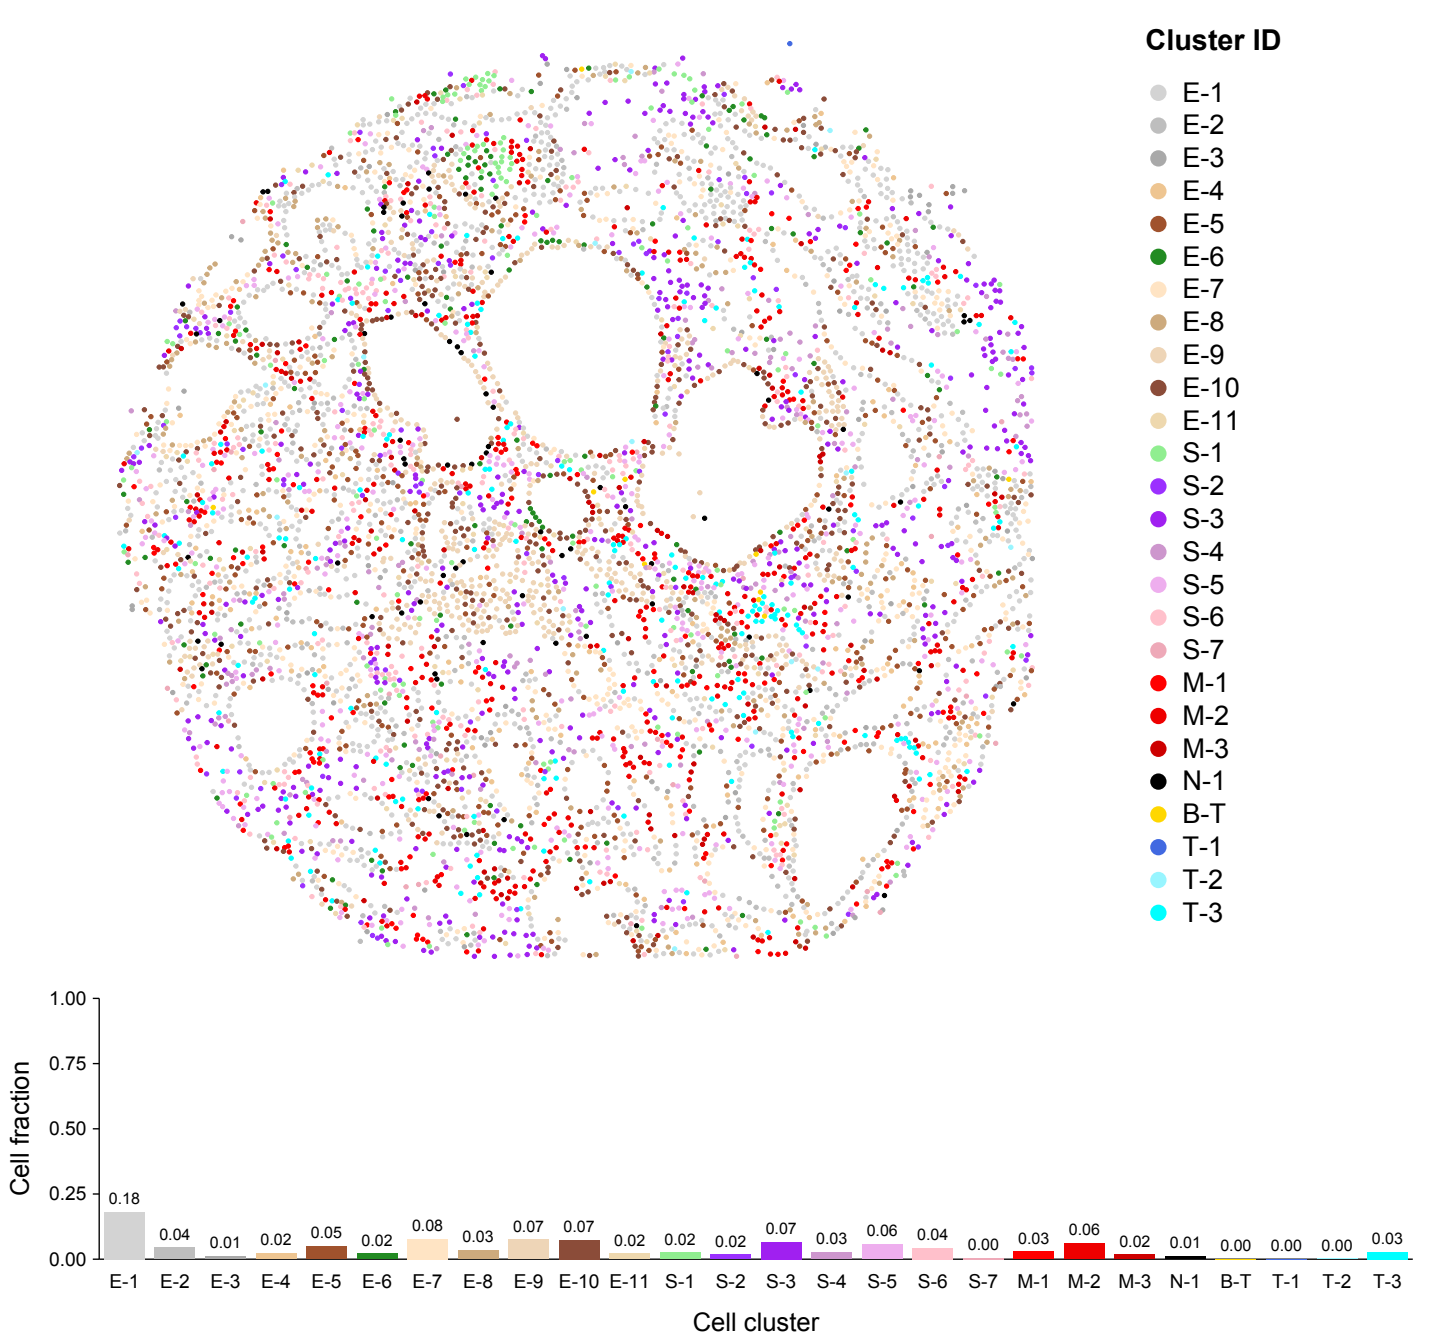 Cluster ID
E-1
E-2
E-3
E-4
E-5
E-6
E-7
E-8
E-9
E-10
E-11
S-1
S-2
S-3
S-4
S-5
S-6
S-7
M-1
M-2
M-3
N-1
B-T
T-1
T-2
T-3
1.00
0.75
0.50
0.25
0.00
Cell fraction
0.18 0.04 0.01 0.02 0.05 0.02 0.08 0.03 0.07 0.07 0.02 0.02 0.02 0.07 0.03 0.06 0.04 0.00 0.03 0.06 0.02 0.01 0.00 0.00 0.00 0.03
E-1 E-2 E-3 E-4 E-5 E-6 E-7 E-8 E-9 E-10 E-11 S-1 S-2 S-3 S-4 S-5 S-6 S-7 M-1 M-2 M-3 N-1 B-T T-1 T-2 T-3
Cell cluster